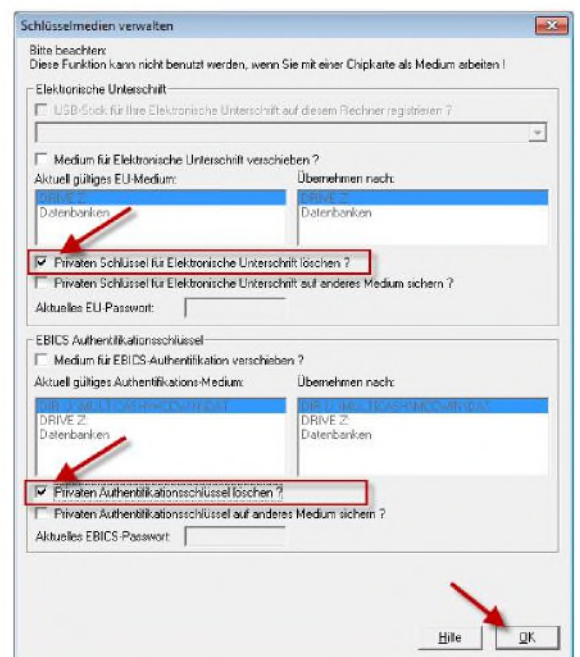 Schlüsselmedien verwalten
Bitte beachten:
Diese Funktion kann nicht benutzt werden, wenn Sie mit einer Chipkarte als Medium arbeiten !
Elektronische Unterschrift
USB-Stick für Ihre Elektronische Unterschrift auf diesem Rechner registrieren ?
Medium für Elektronische Unterschrift verschieben ?
Aktuell gültiges EU-Medium:
Übernehmen nach:
DRIVE Z:
DRIVE Z:
Datenbanken
Datenbanken
Privaten Schlüssel für Elektronische Unterschrift löschen ?
Privaten Schlüssel für Elektronische Unterschrift auf anderes Medium sichern ?
Aktuelles EU-Passwort:
EBICS Authentifikationsschlüssel
Medium für EBICS-Authentifikation verschieben ?
Aktuell gültiges Authentifikations-Medium:
Übernehmen nach:
DRIVE Z:
DRIVE Z:
Datenbanken
Datenbanken
Privaten Authentifikationsschlüssel löschen ?
Privaten Authentifikationsschlüssel auf anderes Medium sichern ?
Aktuelles EBICS-Passwort:
Hilfe
OK